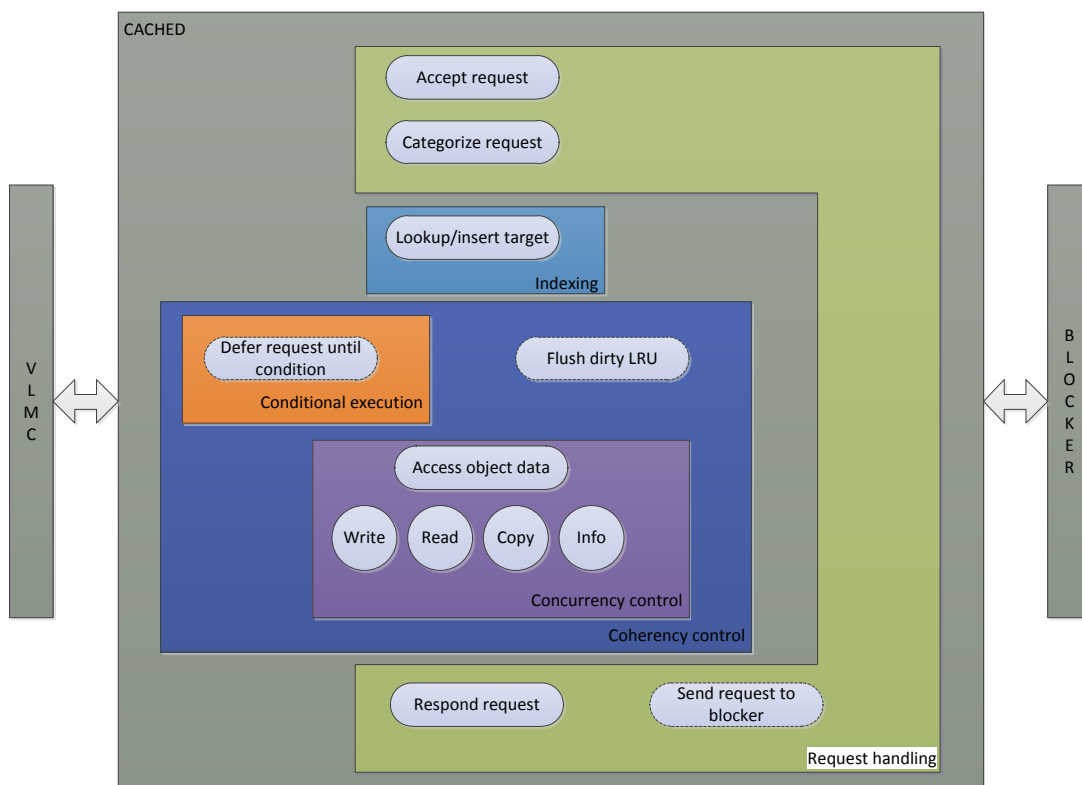 CACHED
Accept request
Categorize request
Lookup/insert target
Indexing
Defer request until
condition
Conditional execution
Flush dirty LRU
Access object data
Write
Read
Copy
Info
Concurrency control
Coherency control
Respond request
Send request to
blocker
Request handling
V
L
M
C
B
L
O
C
K
E
R